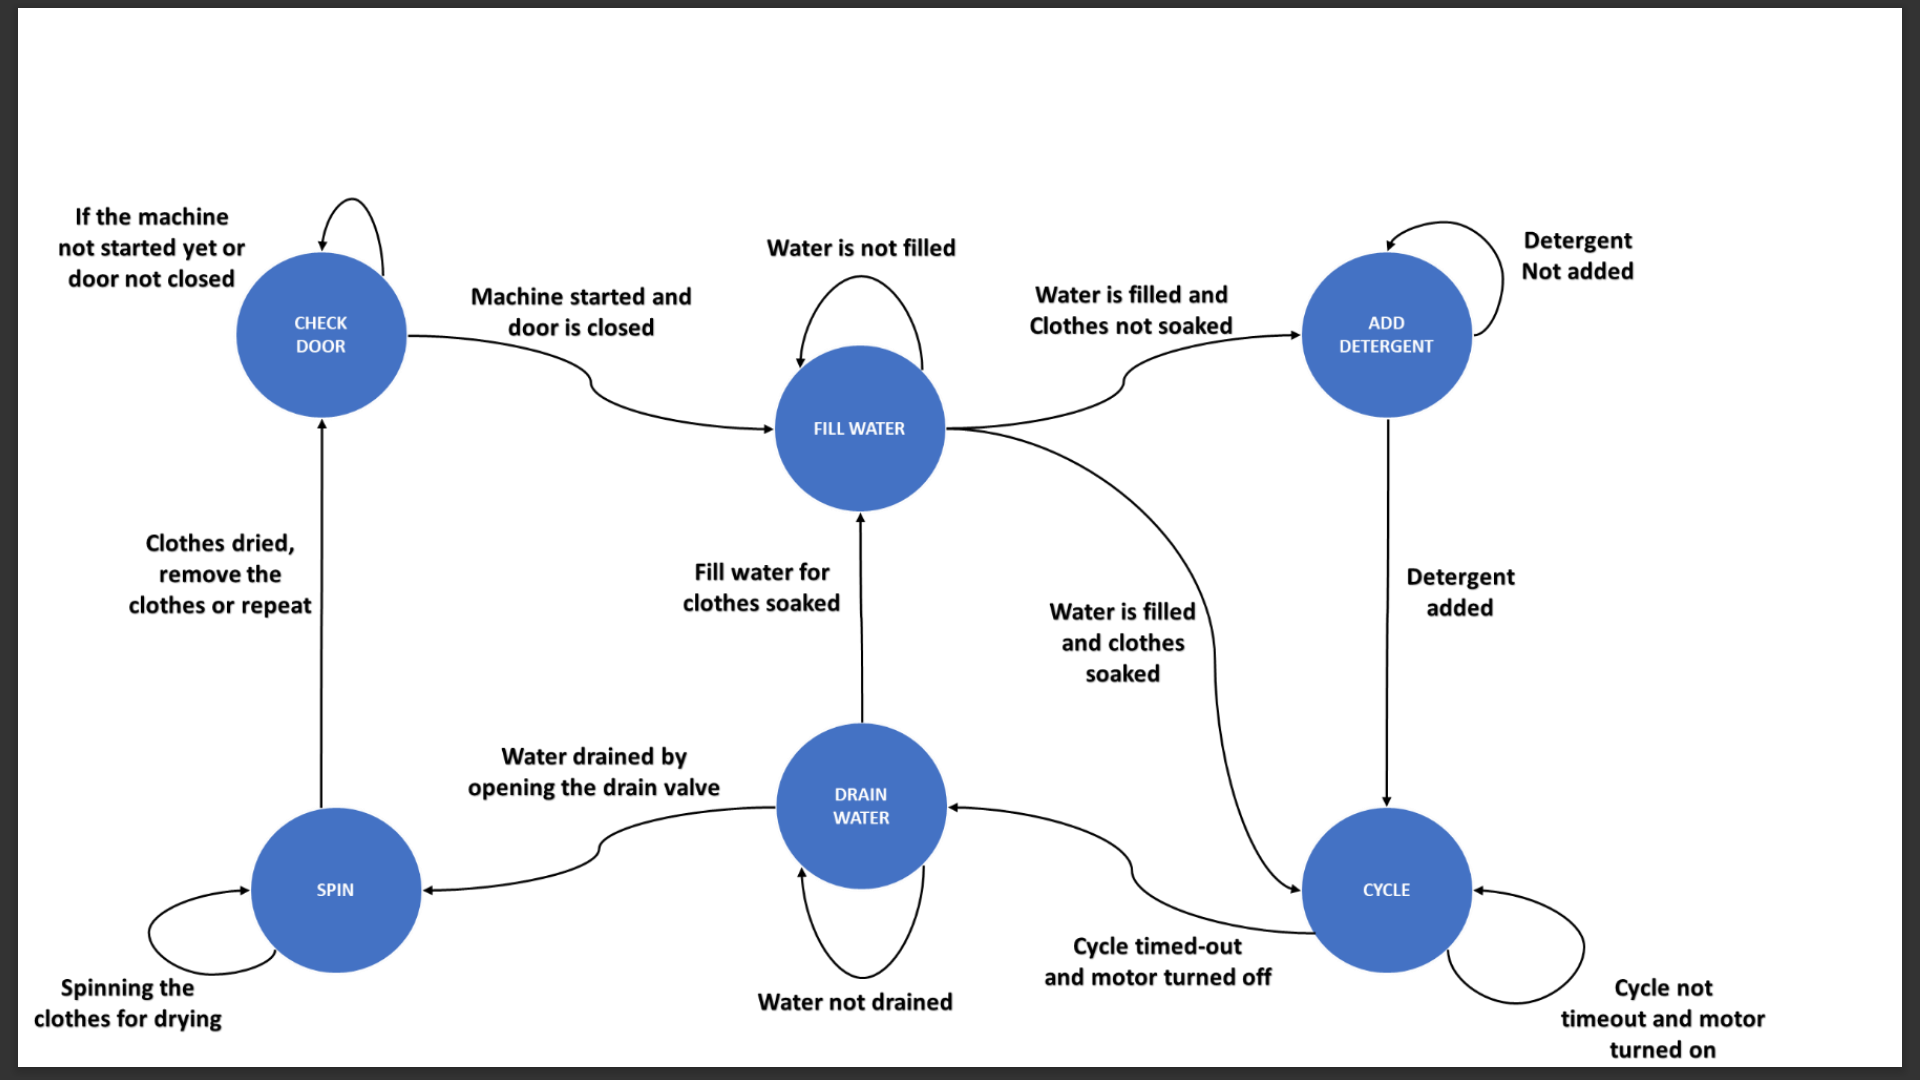 If the machine
not started yet or
door not closed
CHECK
DOOR
Machine started and
door is closed
Water is not filled
FILL WATER
Water is filled and
Clothes not soaked
ADD
DETERGENT
Detergent
Not added
Clothes dried,
remove the
clothes or repeat
Fill water for
clothes soaked
Water is filled
and clothes
soaked
Detergent
added
Water drained by
opening the drain valve
DRAIN
WATER
SPIN
CYCLE
Spinning the
clothes for drying
Water not drained
Cycle timed-out
and motor turned off
Cycle not
timeout and motor
turned on